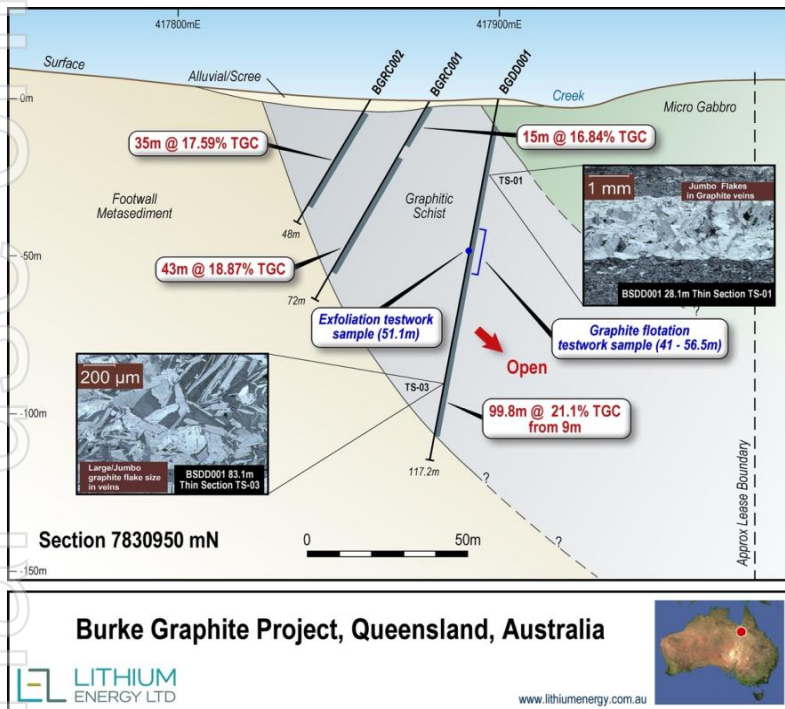 417800mE
417900mE
BGRC002
BGRC001
BGDD001
Surface
Alluvial/Scree
Creek
Micro Gabbro
0m
35m @ 17.59% TGC
15m @ 16.84% TGC
TS-01
1 mm
Jumbo Flakes
in Graphite veins
BSDD001 28.1m Thin Section TS-01
Footwall
Metasediment
Graphitic
Schist
48m
-50m
43m @ 18.87% TGC
72m
Exfoliation testwork
sample (51.1m)
Graphite flotation
testwork sample (41 - 56.5m)
?
Open
200 µm
TS-03
Large/Jumbo
graphite flake size
in veins
BSDD001 83.1m
Thin Section TS-03
-100m
99.8m @ 21.1% TGC
from 9m
117.2m
?
?
Approx Lease Boundary
Section 7830950 mN
0
50m
-150m
Burke Graphite Project, Queensland, Australia
LITHIUM
ENERGY LTD
www.lithiumenergy.com.au